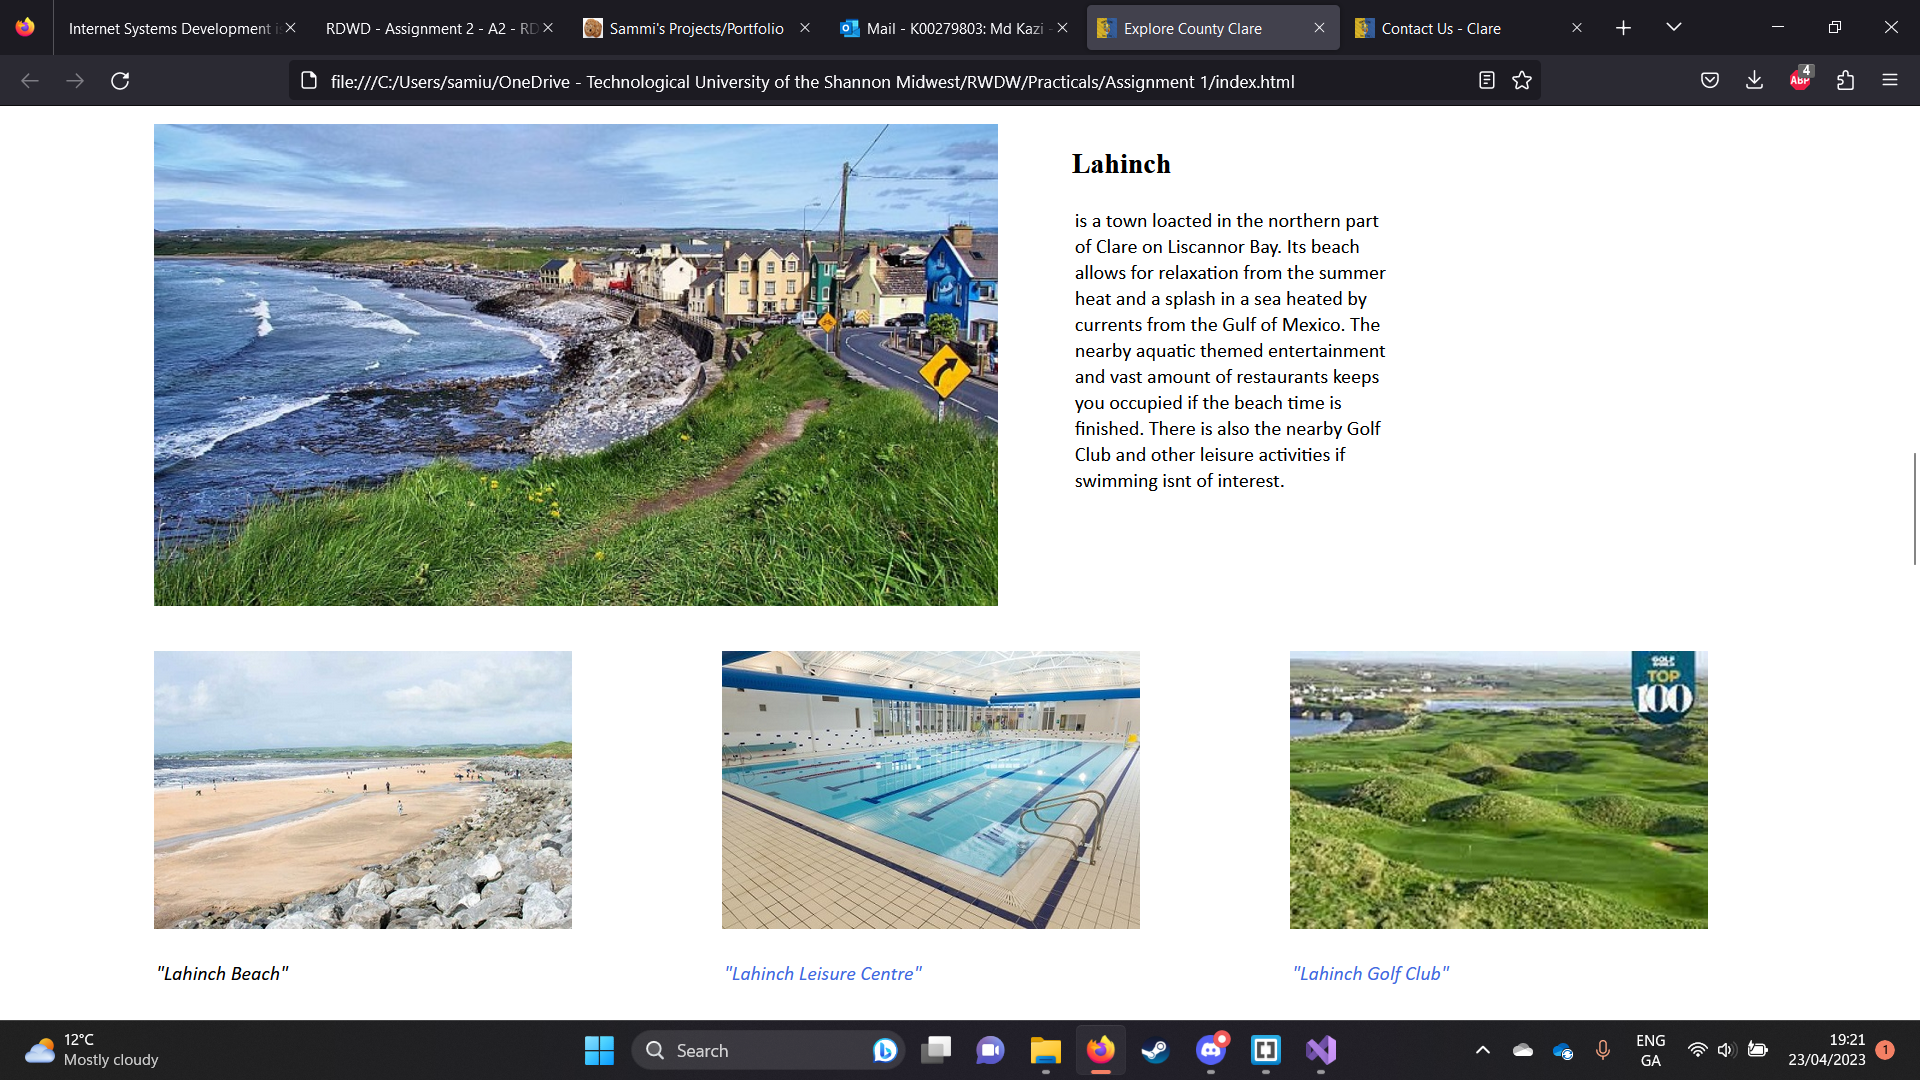 Internet Systems Development i
RDWD - Assignment 2 - A2 - RD
Sammi's Projects/Portfolio
Mail - K00279803: Md Kazi -
Explore County Clare
Contact Us - Clare
file:///C:/Users/samiu/OneDrive - Technological University of the Shannon Midwest/RWDW/Practicals/Assignment 1/index.html
ABP
4
Lahinch
is a town loacted in the northern part
of Clare on Liscannor Bay. Its beach
allows for relaxation from the summer
heat and a splash in a sea heated by
currents from the Gulf of Mexico. The
nearby aquatic themed entertainment
and vast amount of restaurants keeps
you occupied if the beach time is
finished. There is also the nearby Golf
Club and other leisure activities if
swimming isnt of interest.
GOLF
WORLD
TOP
100
"Lahinch Beach"
"Lahinch Leisure Centre"
"Lahinch Golf Club"
12°C
Mostly cloudy
Search
ENG
GA
19:21
23/04/2023
1